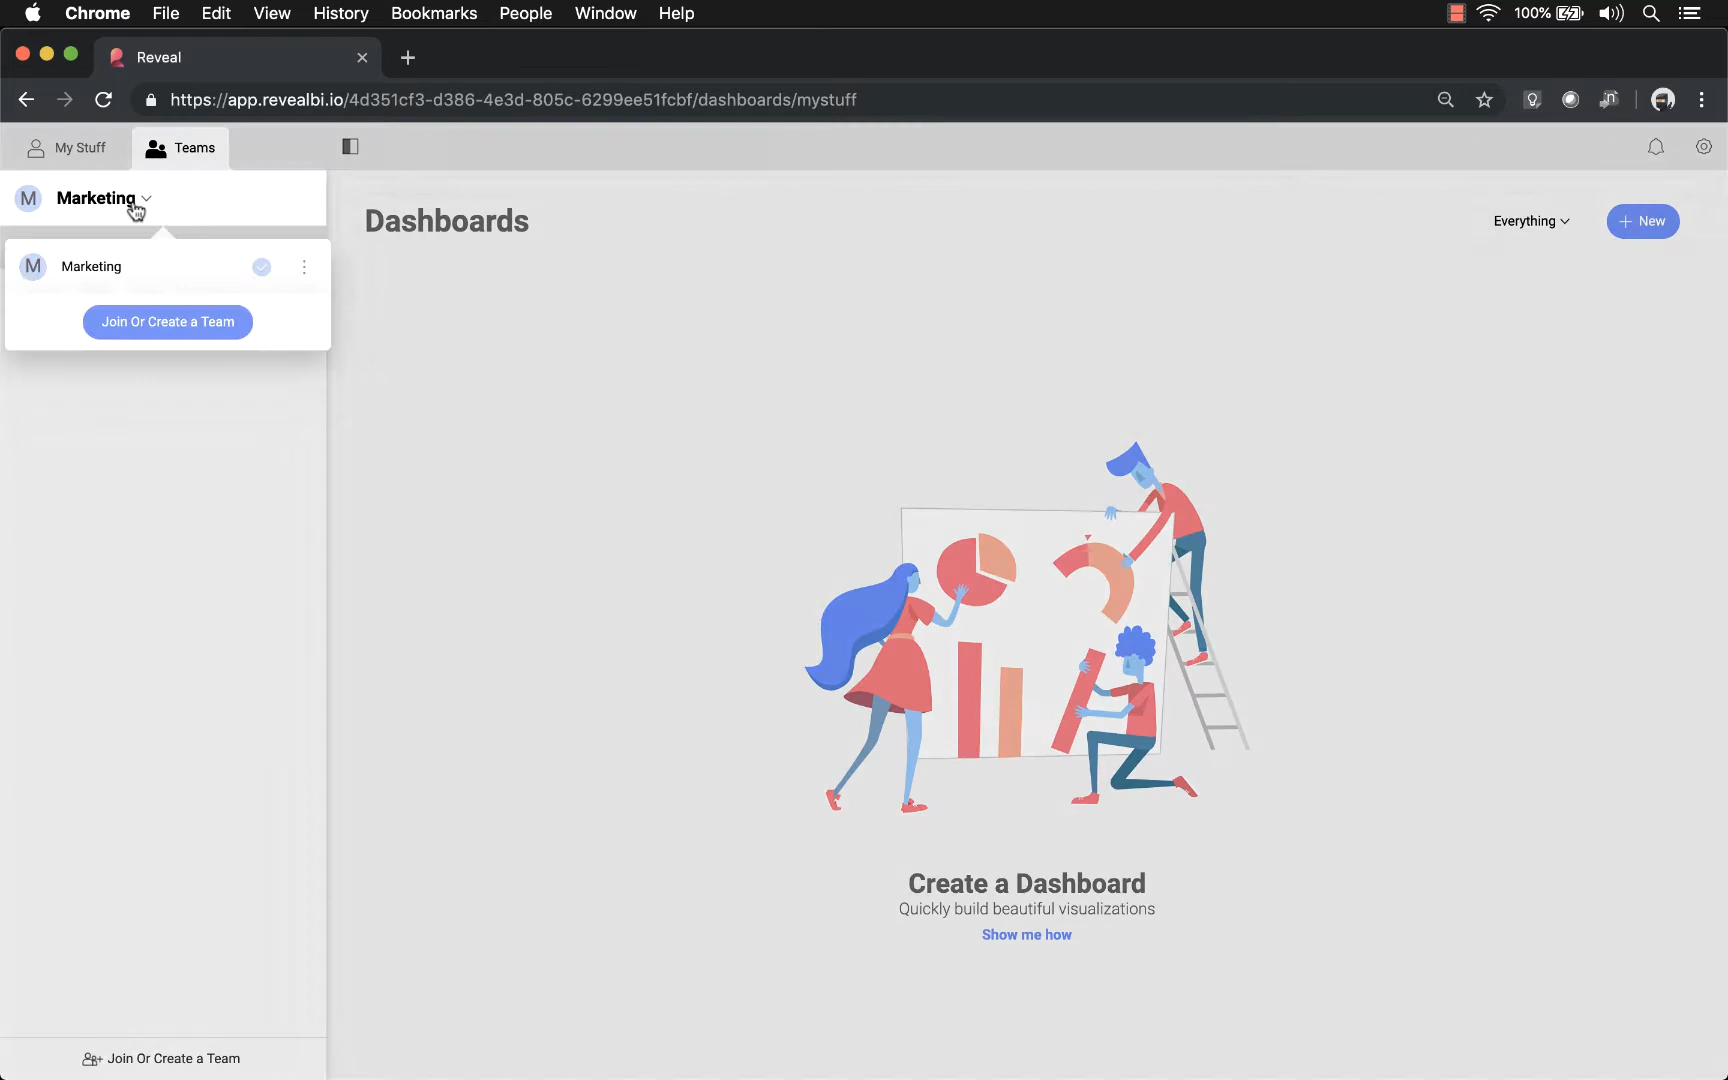 Chrome File Edit View History Bookmarks People Window Help 100%
Reveal
https://app.revealbi.io/4d351cf3-d386-4e3d-805c-6299ee51fcbf/dashboards/mystuff
My Stuff Teams
M Marketing
Dashboards Everything + New
M Marketing
Join Or Create a Team
Create a Dashboard
Quickly build beautiful visualizations
Show me how
Join Or Create a Team